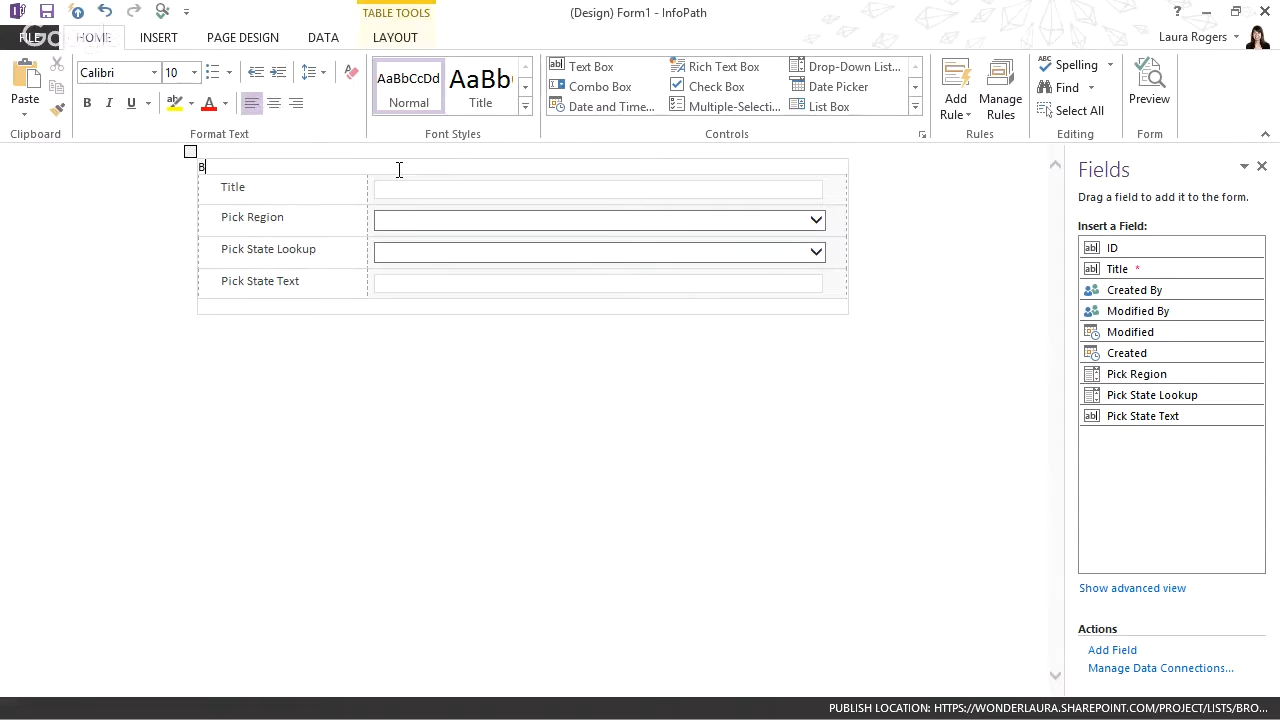 TABLE TOOLS
(Design) Form1 - InfoPath
?
FILE HOME INSERT PAGE DESIGN DATA LAYOUT
Laura Rogers
Calibri 10
AaBbCcDd AaBb
Normal Title
Text Box Rich Text Box Drop-Down List...
Combo Box Check Box Date Picker
Date and Time... Multiple-Selecti... List Box
Paste
B I U A
Add Rule Manage Rules
ABC Spelling
Find
Select All
Preview
Clipboard Format Text Font Styles Controls Rules Editing Form
B
Title
Pick Region
Pick State Lookup
Pick State Text
Fields
Drag a field to add it to the form.
Insert a Field:
ID
Title *
Created By
Modified By
Modified
Created
Pick Region
Pick State Lookup
Pick State Text
Show advanced view
Actions
Add Field
Manage Data Connections...
PUBLISH LOCATION: HTTPS://WONDERLAURA.SHAREPOINT.COM/PROJECT/LISTS/BRO...